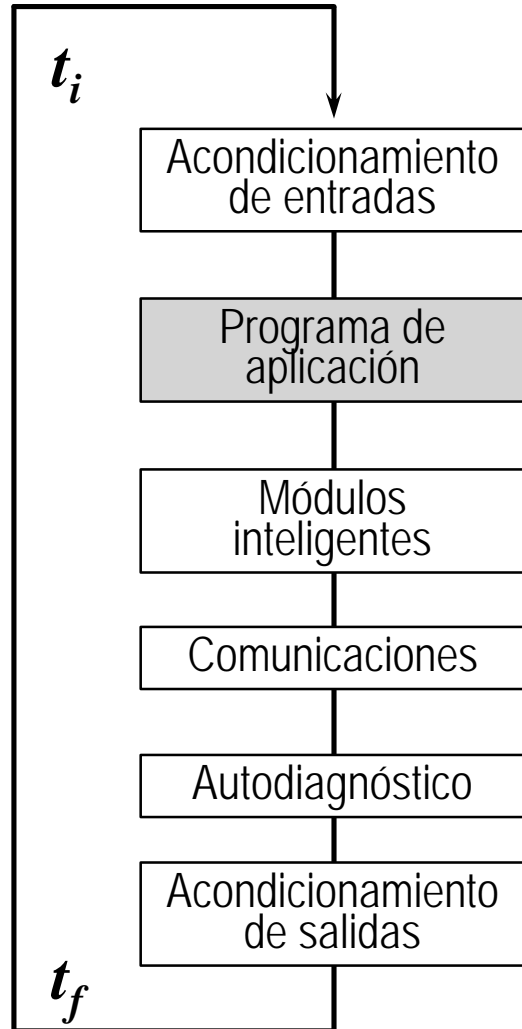 t_i
Acondicionamiento
de entradas
Programa de
aplicación
Módulos
inteligentes
Comunicaciones
Autodiagnóstico
Acondicionamiento
de salidas
t_f